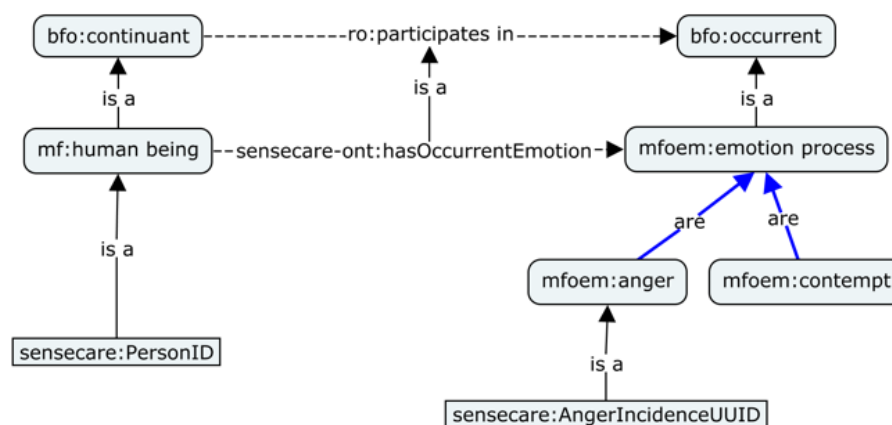 bfo:continuant ro:participates in bfo:occurrent
is a is a
mf:human being sensecare-ont:hasOccurrentEmotion mfoem:emotion process
are are
is a
mfoem:anger mfoem:contempt
sensecare:PersonID
is a
sensecare:AngerIncidenceUUID